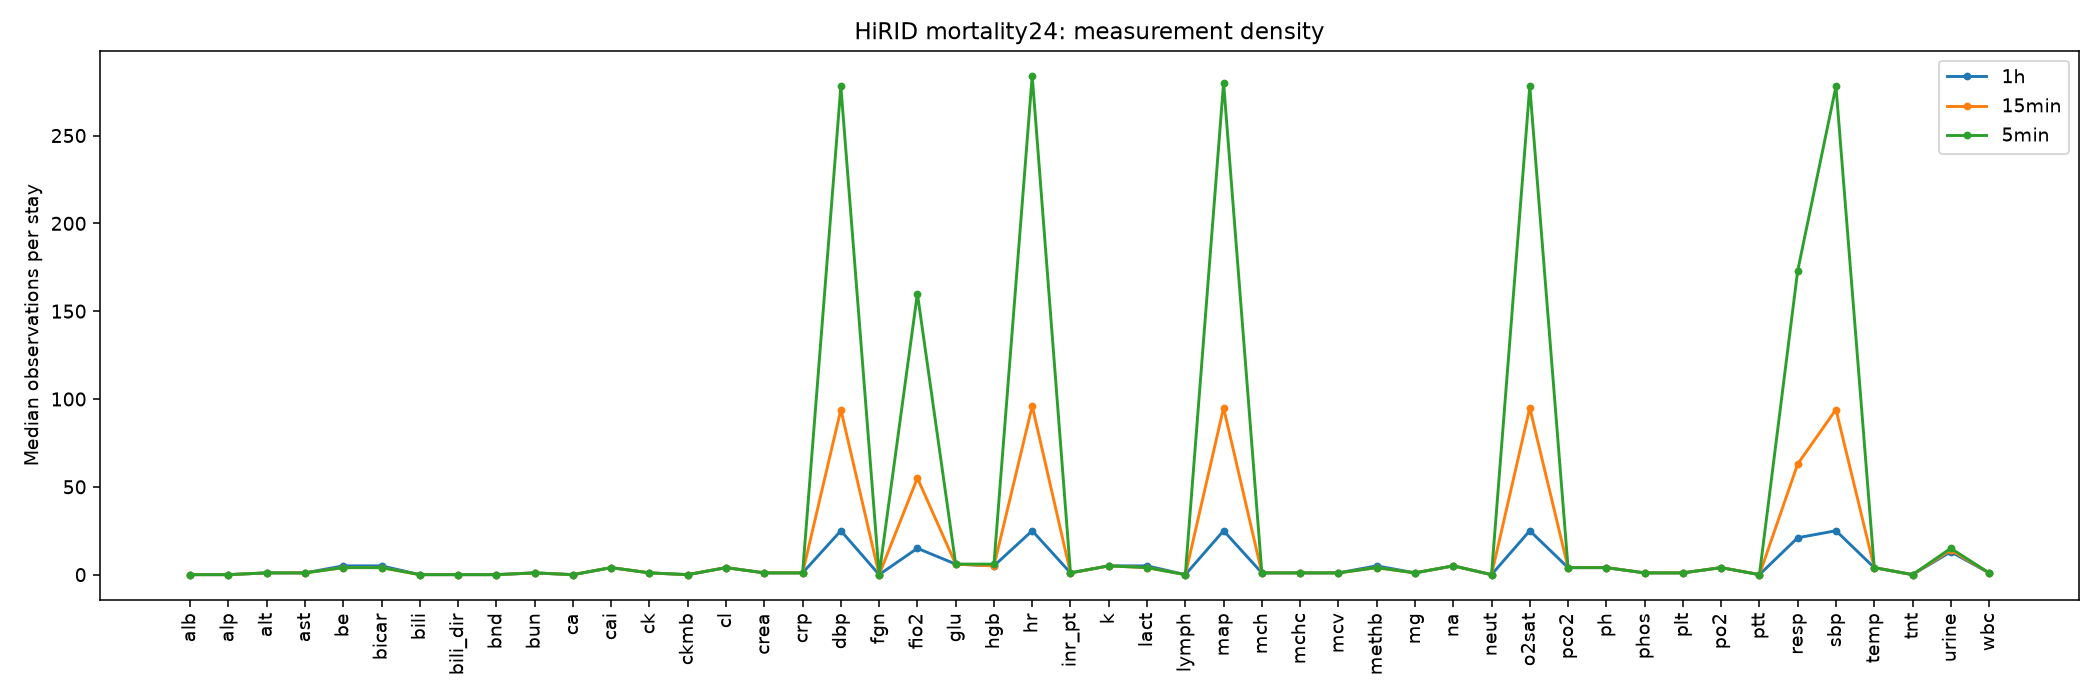 HiRID mortality24: measurement density
1h
15min
5min
Median observations per stay
250
200
150
100
50
0
alb
alp
alt
ast
be
bicar
bili
bili_dir
bnd
bun
ca
cai
ck
ckmb
cl
crea
crp
dbp
fgn
fio2
glu
hgb
hr
inr_pt
k
lact
lymph
map
mch
mchc
mcv
methb
mg
na
neut
o2sat
pco2
ph
phos
plt
po2
ptt
resp
sbp
temp
tnt
urine
wbc